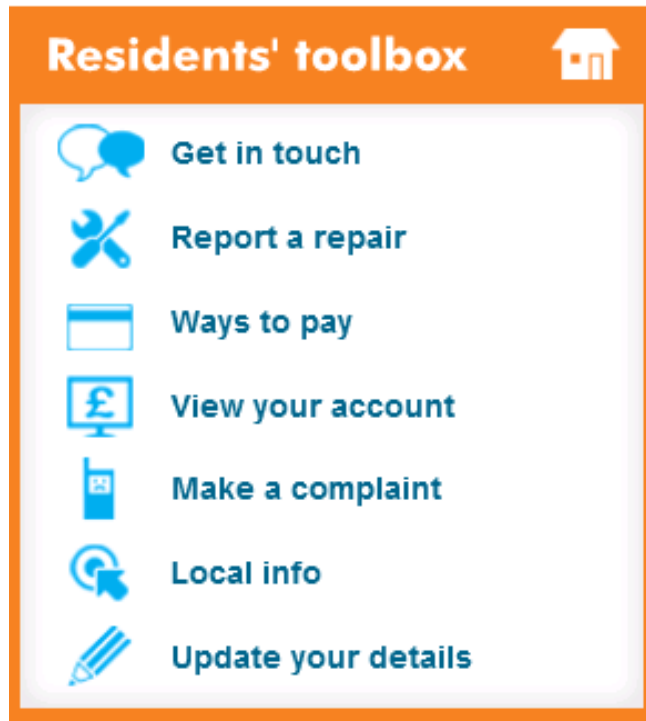 Residents' toolbox
Get in touch
Report a repair
Ways to pay
£
View your account
Make a complaint
Local info
Update your details